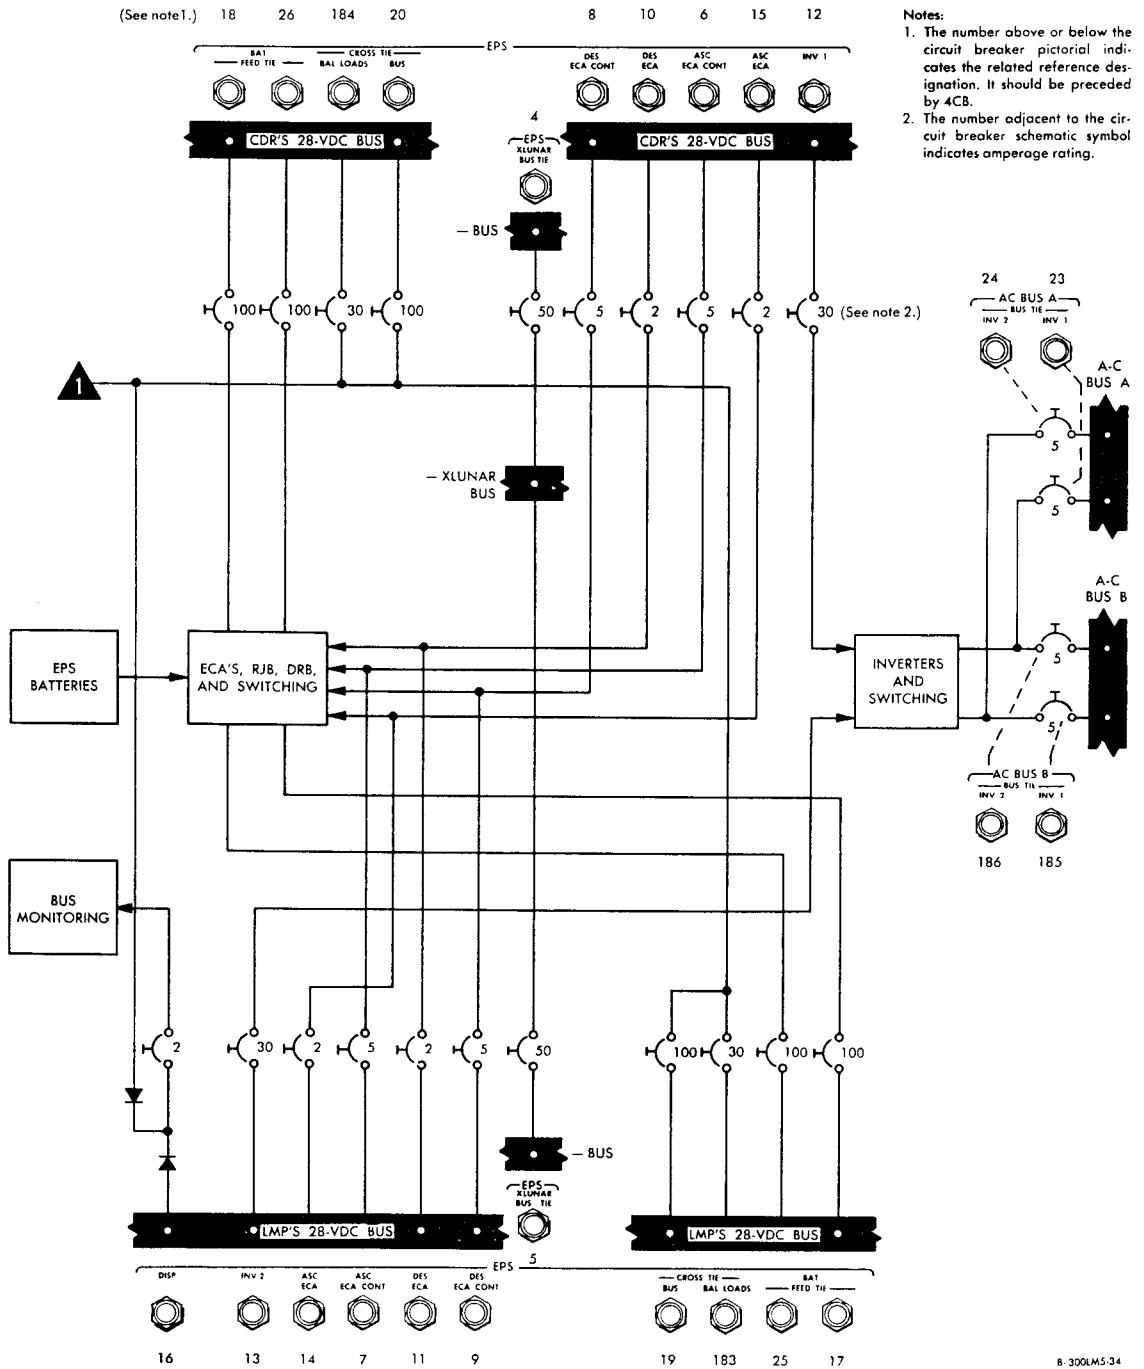 (See note1.) 18 26 184 20 8 10 6 15 12
EPS
BAT
FEED TIE
CROSS TIE
BAL LOADS BUS
DES
ECA CONT
DES
ECA
ASC
ECA CONT
ASC
ECA
INV 1
CDR'S 28-VDC BUS
4
EPS
XLUNAR
BUS TIE
CDR'S 28-VDC BUS
Notes:
1. The number above or below the
circuit breaker pictorial indi-
cates the related reference des-
ignation. It should be preceded
by 4CB.
2. The number adjacent to the cir-
cuit breaker schematic symbol
indicates amperage rating.
— BUS
100 100 30 100 50 5 2 5 2 30 (See note 2.)
24 23
AC BUS A
BUS TIE
INV 2 INV 1
1
A-C
BUS A
5
5
— XLUNAR
BUS
A-C
BUS B
EPS
BATTERIES
ECA'S, RJB, DRB,
AND SWITCHING
INVERTERS
AND
SWITCHING
5
5
AC BUS B
BUS TIE
INV 2 INV 1
186 185
BUS
MONITORING
2 30 2 5 2 5 50 100 30 100 100
— BUS
EPS
XLUNAR
BUS TIE
5
LMP'S 28-VDC BUS
LMP'S 28-VDC BUS
EPS
DISP
INV 2
ASC
ECA
ASC
ECA CONT
DES
ECA
DES
ECA CONT
CROSS TIE
BUS BAL LOADS
BAT
FEED TIE
16 13 14 7 11 9 19 183 25 17
B-300LM5-34